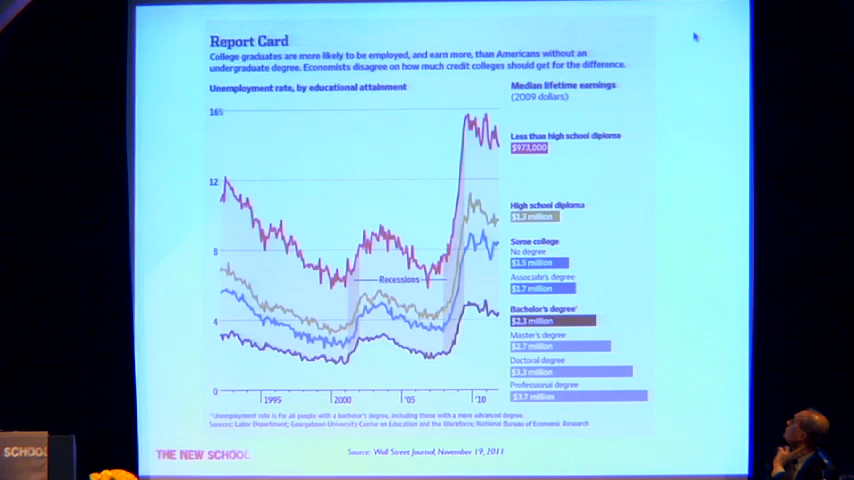 Report Card
College graduates are more likely to be employed, and earn more, than Americans without an
undergraduate degree. Economists disagree on how much credit colleges should get for the difference.
Unemployment rate, by educational attainment
Median lifetime earnings
(2009 dollars)
16%
12
8
4
0
Recessions
1995
2000
'05
'10
Less than high school diploma
$973,000
High school diploma
$1.3 million
Some college
No degree
$1.5 million
Associate's degree
$1.7 million
Bachelor's degree*
$2.3 million
Master's degree
$2.7 million
Doctoral degree
$3.3 million
Professional degree
$3.7 million
*Unemployment rate is for all people with a bachelor's degree, including those with a more advanced degree.
Sources: Labor Department; Georgetown University Center on Education and the Workforce; National Bureau of Economic Research
THE NEW SCHOOL
Source: Wall Street Journal, November 19, 2011
SCHOOL